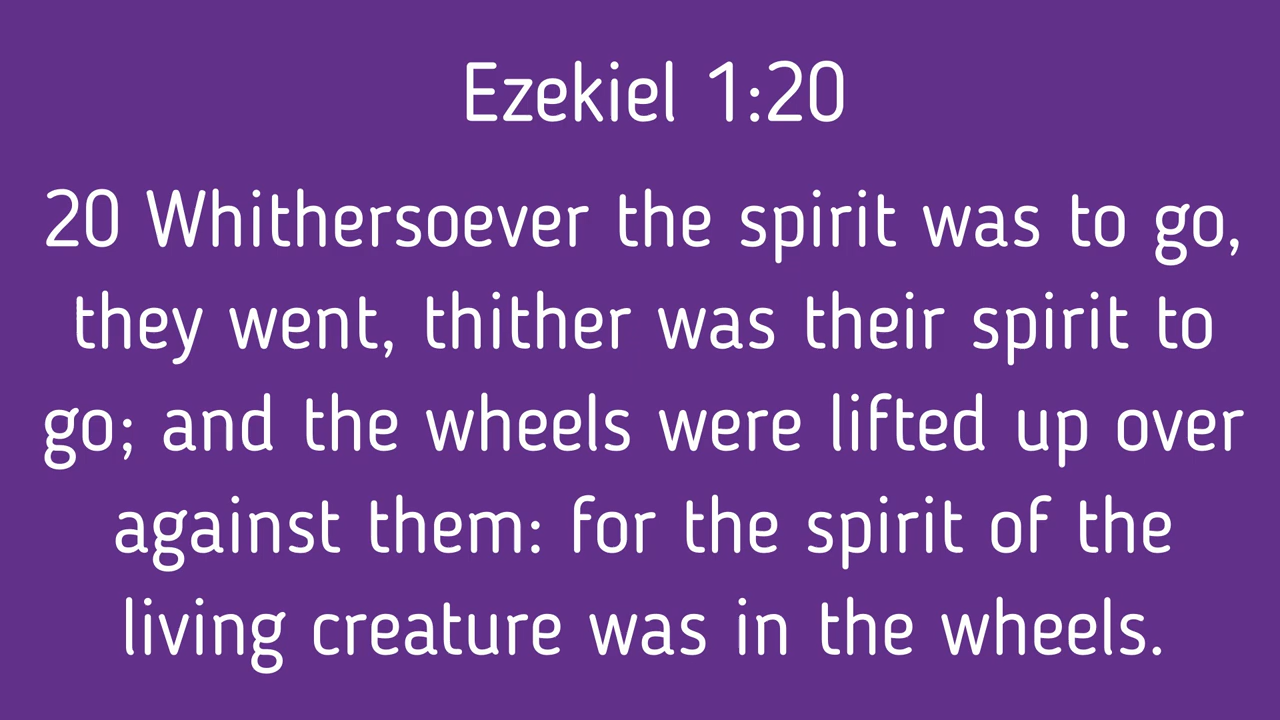 Ezekiel 1:20
20 Whithersoever the spirit was to go,
they went, thither was their spirit to
go; and the wheels were lifted up over
against them: for the spirit of the
living creature was in the wheels.